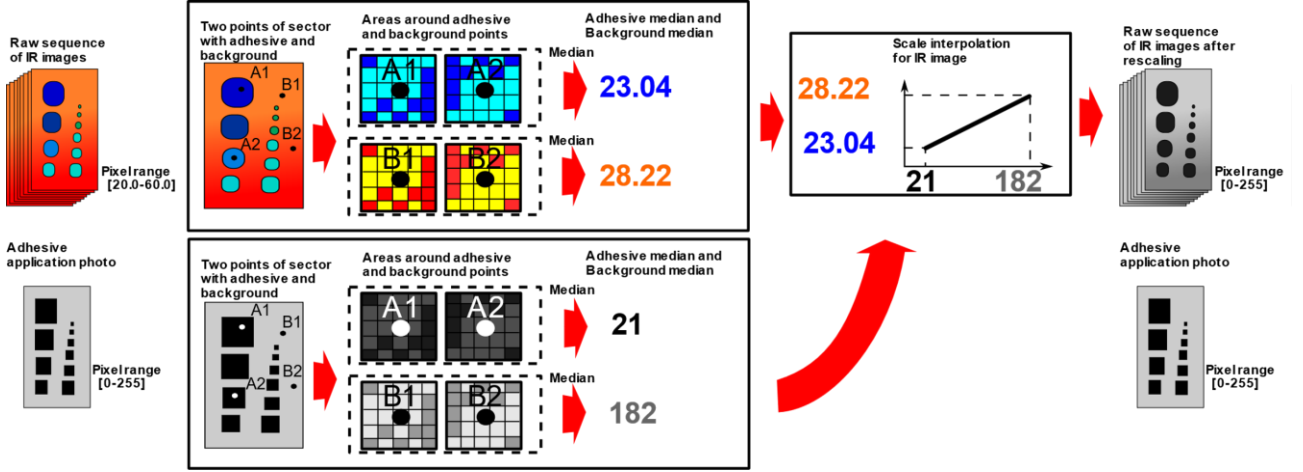 Raw sequence
of IR images
Pixel range
[20.0-60.0]
Two points of sector
with adhesive and
background
A1
B1
A2
B2
Areas around adhesive
and background points
A1
A2
B1
B2
Adhesive median and
Background median
Median
23.04
Median
28.22
Scale interpolation
for IR image
28.22
23.04
21
182
Raw sequence
of IR images after
rescaling
Pixel range
[0-255]
Adhesive
application photo
Pixel range
[0-255]
Two points of sector
with adhesive and
background
A1
B1
A2
B2
Areas around adhesive
and background points
A1
A2
B1
B2
Adhesive median and
Background median
Median
21
Median
182
Adhesive
application photo
Pixel range
[0-255]